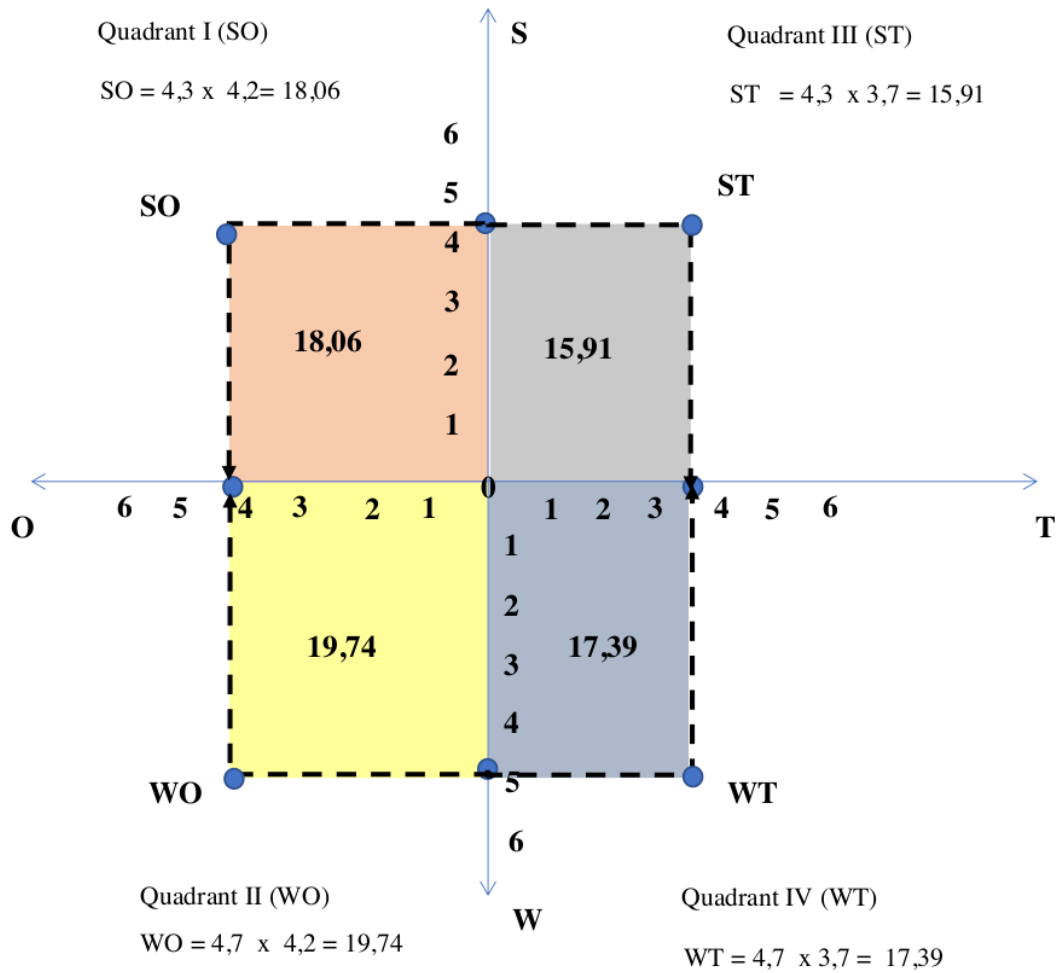 Quadrant I (SO)
SO = 4,3 x 4,2= 18,06
S
Quadrant III (ST)
ST = 4,3 x 3,7 = 15,91
6
5
SO
ST
4
3
18,06
15,91
2
1
0
6 5 4 3 2 1 1 2 3 4 5 6
O
T
1
2
19,74
17,39
3
4
5
WO
WT
6
W
Quadrant II (WO)
WO = 4,7 x 4,2 = 19,74
Quadrant IV (WT)
WT = 4,7 x 3,7 = 17,39